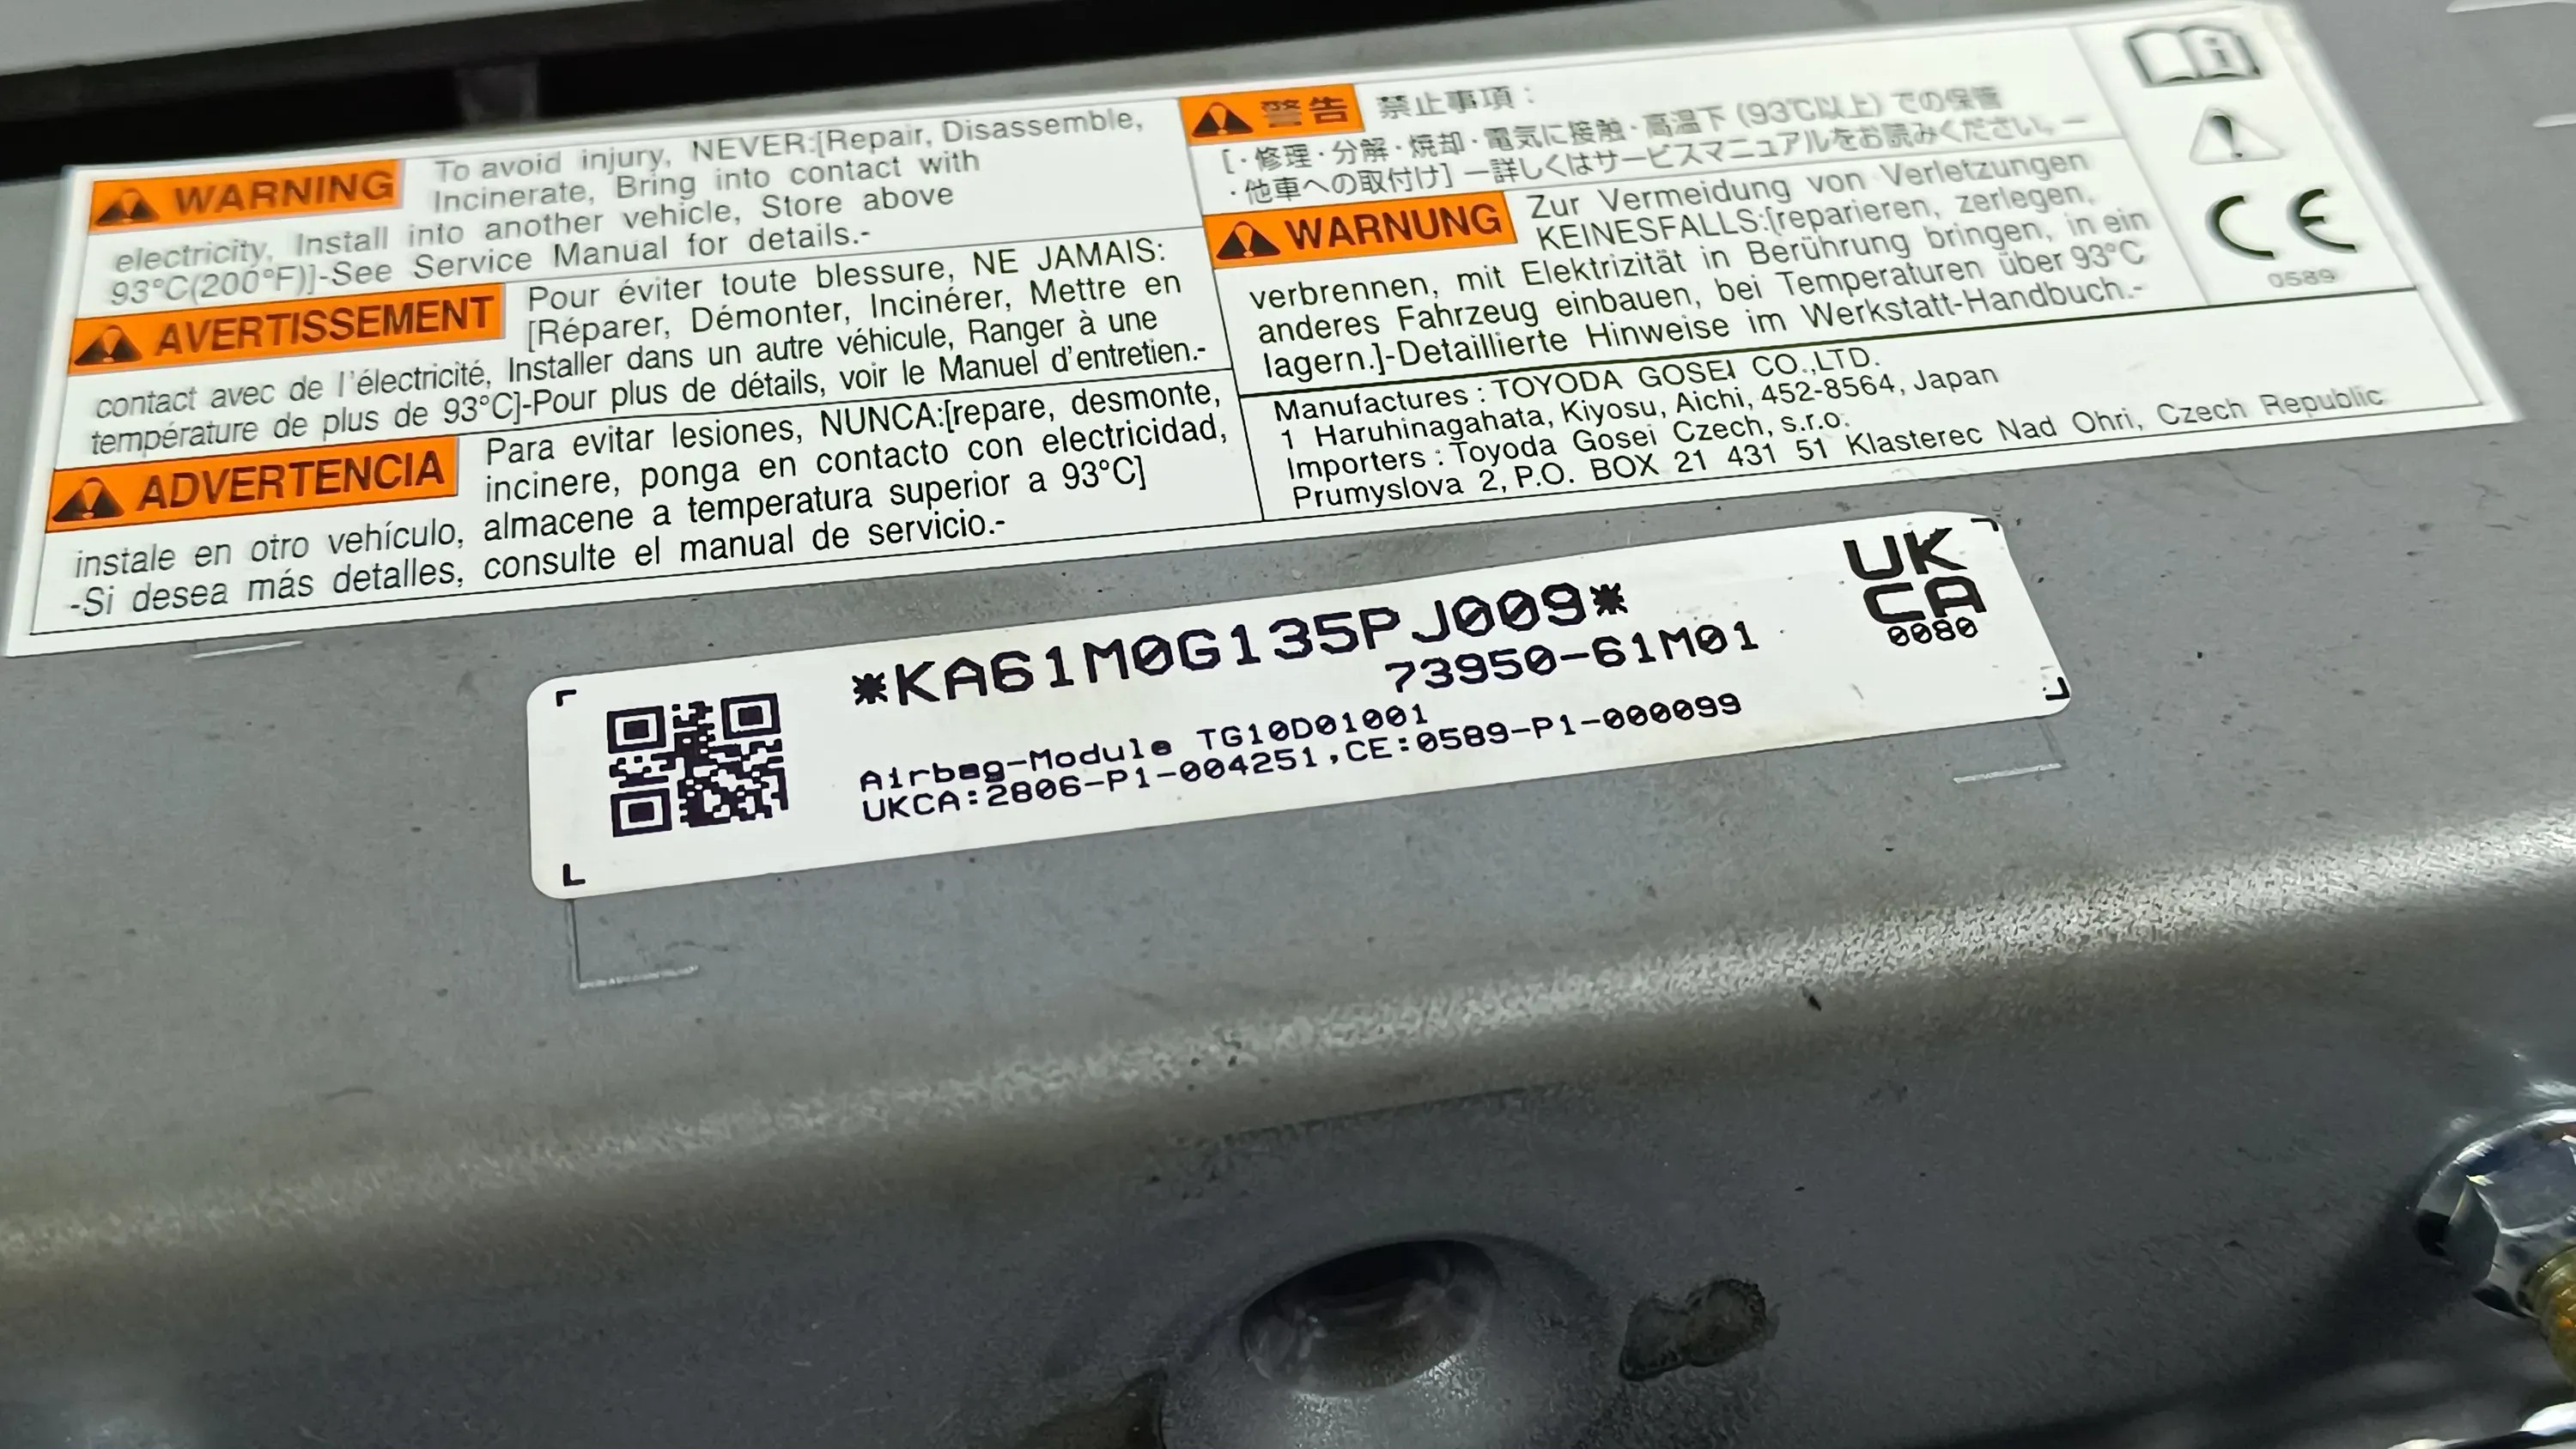 WARNING To avoid injury, NEVER:[Repair, Disassemble,
Incinerate, Bring into contact with
electricity, Install into another vehicle, Store above
93°C(200°F)]-See Service Manual for details.-
AVERTISSEMENT Pour éviter toute blessure, NE JAMAIS:
[Réparer, Démonter, Incinérer, Mettre en
contact avec de l'électricité, Installer dans un autre véhicule, Ranger à une
température de plus de 93°C]-Pour plus de détails, voir le Manuel d'entretien.-
ADVERTENCIA Para evitar lesiones, NUNCA:[repare, desmonte,
incinere, ponga en contacto con electricidad,
instale en otro vehículo, almacene a temperatura superior a 93°C]
-Si desea más detalles, consulte el manual de servicio.-
警告 禁止事項：
[・修理・分解・焼却・電気に接触・高温下 (93℃以上) での保管
・他車への取付け] ー詳しくはサービスマニュアルをお読みください。ー
WARNUNG Zur Vermeidung von Verletzungen
KEINESFALLS:[reparieren, zerlegen,
verbrennen, mit Elektrizität in Berührung bringen, in ein
anderes Fahrzeug einbauen, bei Temperaturen über 93°C
lagern.]-Detaillierte Hinweise im Werkstatt-Handbuch.-
Manufactures : TOYODA GOSEI CO.,LTD.
1 Haruhinagahata, Kiyosu, Aichi, 452-8564, Japan
Importers : Toyoda Gosei Czech, s.r.o.
Prumyslova 2, P.O. BOX 21 431 51 Klasterec Nad Ohri, Czech Republic
i
CE
0589
*KA61M0G135PJ009*
73950-61M01
Airbag-Module TG10D01001
UKCA:2806-P1-004251,CE:0589-P1-000099
UK
CA
0080